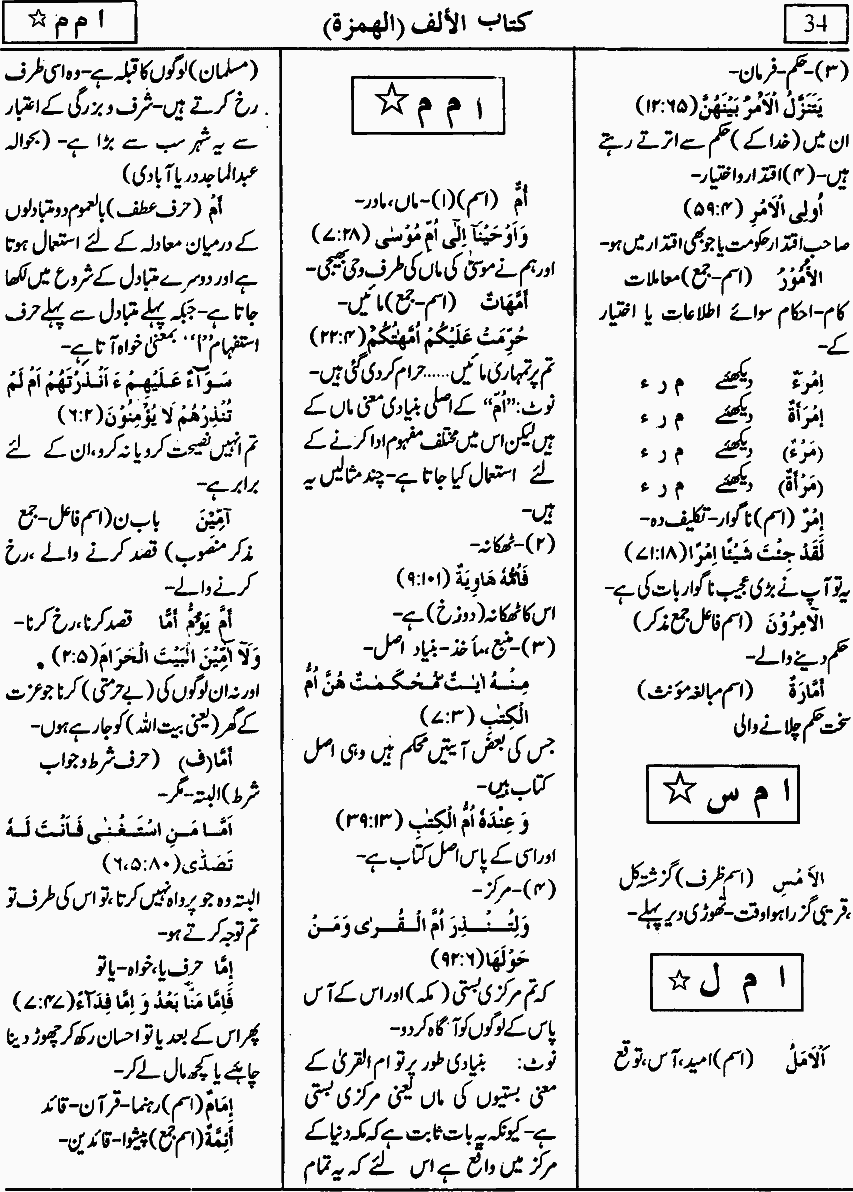 34
كتاب الألف (الهمزة)
ا م م ☆
(۳)-حکم-فرمان-
يَتَنَزَّلُ الْاَمْرُ بَيْنَهُنَّ (۱۲:۶۵)
ان میں (خدا کے) حکم سے اترتے رہتے
ہیں-(۴) اقتدار و اختیار-
اُولِى الْاَمْرِ (۵۹:۴)
صاحب اقتدار حکومت یا جو بھی اقتدار میں ہو-
الاُمُوْرُ (اسم-جمع) معاملات
کام-احکام سوائے اطلاعات یا اختیار
کے-
اِمْرَءٌ دیکھئے م ر ء
اِمْرَأَةٌ دیکھئے م ر ء
(مَرْءٌ) دیکھئے م ر ء
(مَرْأَةٌ) دیکھئے م ر ء
اِمْرٌ (اسم) ناگوار-تکلیف دہ-
لَقَدْ جِئْتَ شَيْئًا اِمْرًا (۷۱:۱۸)
یہ تو آپ نے بڑی عجیب ناگوار بات کی ہے-
الآمِرُوْنَ (اسم فاعل جمع مذکر)
حکم دینے والے-
اَمَّارَةٌ (اسم مبالغہ مؤنث)
سخت حکم چلانے والی
ا م س ☆
الاَمْسِ (اسم ظرف) گزشتہ کل
،قریبی گزرا ہوا وقت-تھوڑی دیر پہلے-
ا م ل ☆
اَلْاَمَلُ (اسم) امید، آس، توقع
ا م م ☆
اُمٌّ (اسم) (۱)-ماں، مادر-
وَاَوْحَيْنَآ اِلٰٓى اُمِّ مُوْسٰٓى (۷:۲۸)
اور ہم نے موسیٰ کی ماں کی طرف وحی بھیجی-
اُمَّهَاتٌ (اسم-جمع) مائیں-
حُرِّمَتْ عَلَيْكُمْ اُمَّهٰتُكُمْ (۲۲:۴)
تم پر تمہاری مائیں......حرام کر دی گئی ہیں-
نوٹ: "اُمّ" کے اصلی بنیادی معنی ماں کے
ہیں لیکن اس میں مختلف مفہوم ادا کرنے کے
لئے استعمال کیا جاتا ہے-چند مثالیں یہ
ہیں-
(۲)-ٹھکانہ-
فَاُمُّهٗ هَاوِيَةٌ (۹:۱۰۱)
اس کا ٹھکانہ (دوزخ) ہے-
(۳)-منبع، مأخذ-بنیاد اصل-
مِنْهُ اٰيٰتٌ مُّحْكَمٰتٌ هُنَّ اُمُّ
الْكِتٰبِ (۷:۳)
جس کی بعض آیتیں محکم ہیں وہی اصل
کتاب ہیں-
وَ عِنْدَهٗٓ اُمُّ الْكِتٰبِ (۳۹:۱۳)
اور اسی کے پاس اصل کتاب ہے-
(۴)-مرکز-
وَلِتُنْذِرَ اُمَّ الْقُرٰى وَمَنْ
حَوْلَهَا (۹۲:۶)
کہ تم مرکزی بستی (مکہ) اور اس کے آس
پاس کے لوگوں کو آگاہ کر دو-
نوٹ: بنیادی طور پر تو ام القریٰ کے
معنی بستیوں کی ماں یعنی مرکزی بستی
ہے-کیونکہ یہ بات ثابت ہے کہ مکہ دنیا کے
مرکز میں واقع ہے اس لئے کہ یہ تمام
(مسلمان) لوگوں کا قبلہ ہے-وہ اسی طرف
رخ کرتے ہیں-شرف و بزرگی کے اعتبار
سے یہ شہر سب سے بڑا ہے-(بحوالہ
عبدالماجد دریا آبادی)
اَمْ (حرف عطف) بالعموم دو متبادلوں
کے درمیان معادلہ کے لئے استعمال ہوتا
ہے اور دوسرے متبادل کے شروع میں لکھا
جاتا ہے-جبکہ پہلے متبادل سے پہلے حرف
استفہام "أ" بمعنی خواہ آتا ہے-
سَوَآءٌ عَلَيْهِمْ ءَ اَنْذَرْتَهُمْ اَمْ لَمْ
تُنْذِرْهُمْ لَا يُؤْمِنُوْنَ (۶:۲)
تم انہیں نصیحت کرو یا نہ کرو، ان کے لئے
برابر ہے-
آمِّيْنَ باب ن (اسم فاعل-جمع
مذکر منصوب) قصد کرنے والے، رخ
کرنے والے-
اَمَّ يَؤُمُّ اَمًّا قصد کرنا، رخ کرنا-
وَلَآ اٰمِّيْنَ الْبَيْتَ الْحَرَامَ (۲:۵)
اور نہ ان لوگوں کی (بے حرمتی) کرنا جو عزت
کے گھر (یعنی بیت اللہ) کو جا رہے ہوں-
اَمَّا (ف) (حرف شرط و جواب
شرط) البتہ-مگر-
اَمَّا مَنِ اسْتَغْنٰى فَاَنْتَ لَهٗ
تَصَدّٰى (۶،۵:۸۰)
البتہ وہ جو پرواہ نہیں کرتا، تو اس کی طرف تو
تم توجہ کرتے ہو-
اِمَّا حرف یا، خواہ-یا تو
فَاِمَّا مَنًّا بَعْدُ وَ اِمَّا فِدَآءً (۷:۴۷)
پھر اس کے بعد یا تو احسان رکھ کر چھوڑ دینا
چاہئے یا کچھ مال لے کر-
اِمَامٌ (اسم) رہنما-قرآن-قائد
اَئِمَّةٌ (اسم جمع) پیشوا-قائدین-